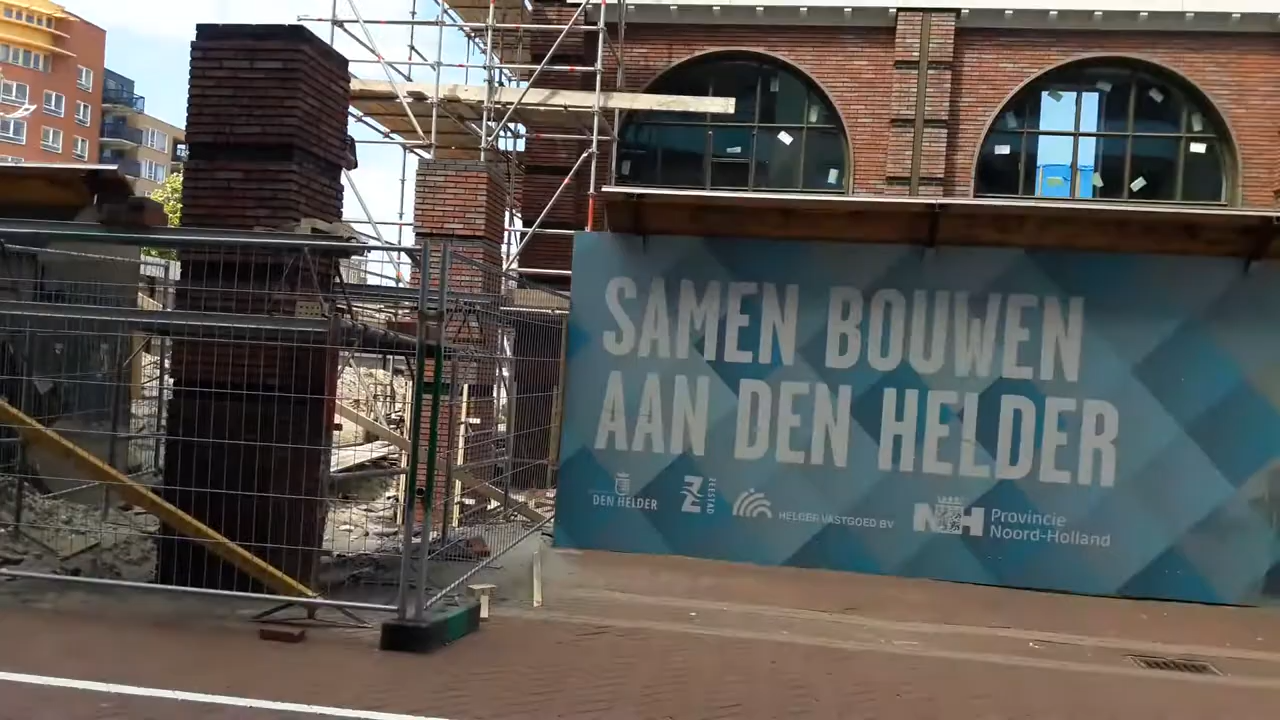 SAMEN BOUWEN
AAN DEN HELDER
DEN HELDER
ZEESTAD
HELDER VASTGOED BV
NH
Provincie
Noord-Holland